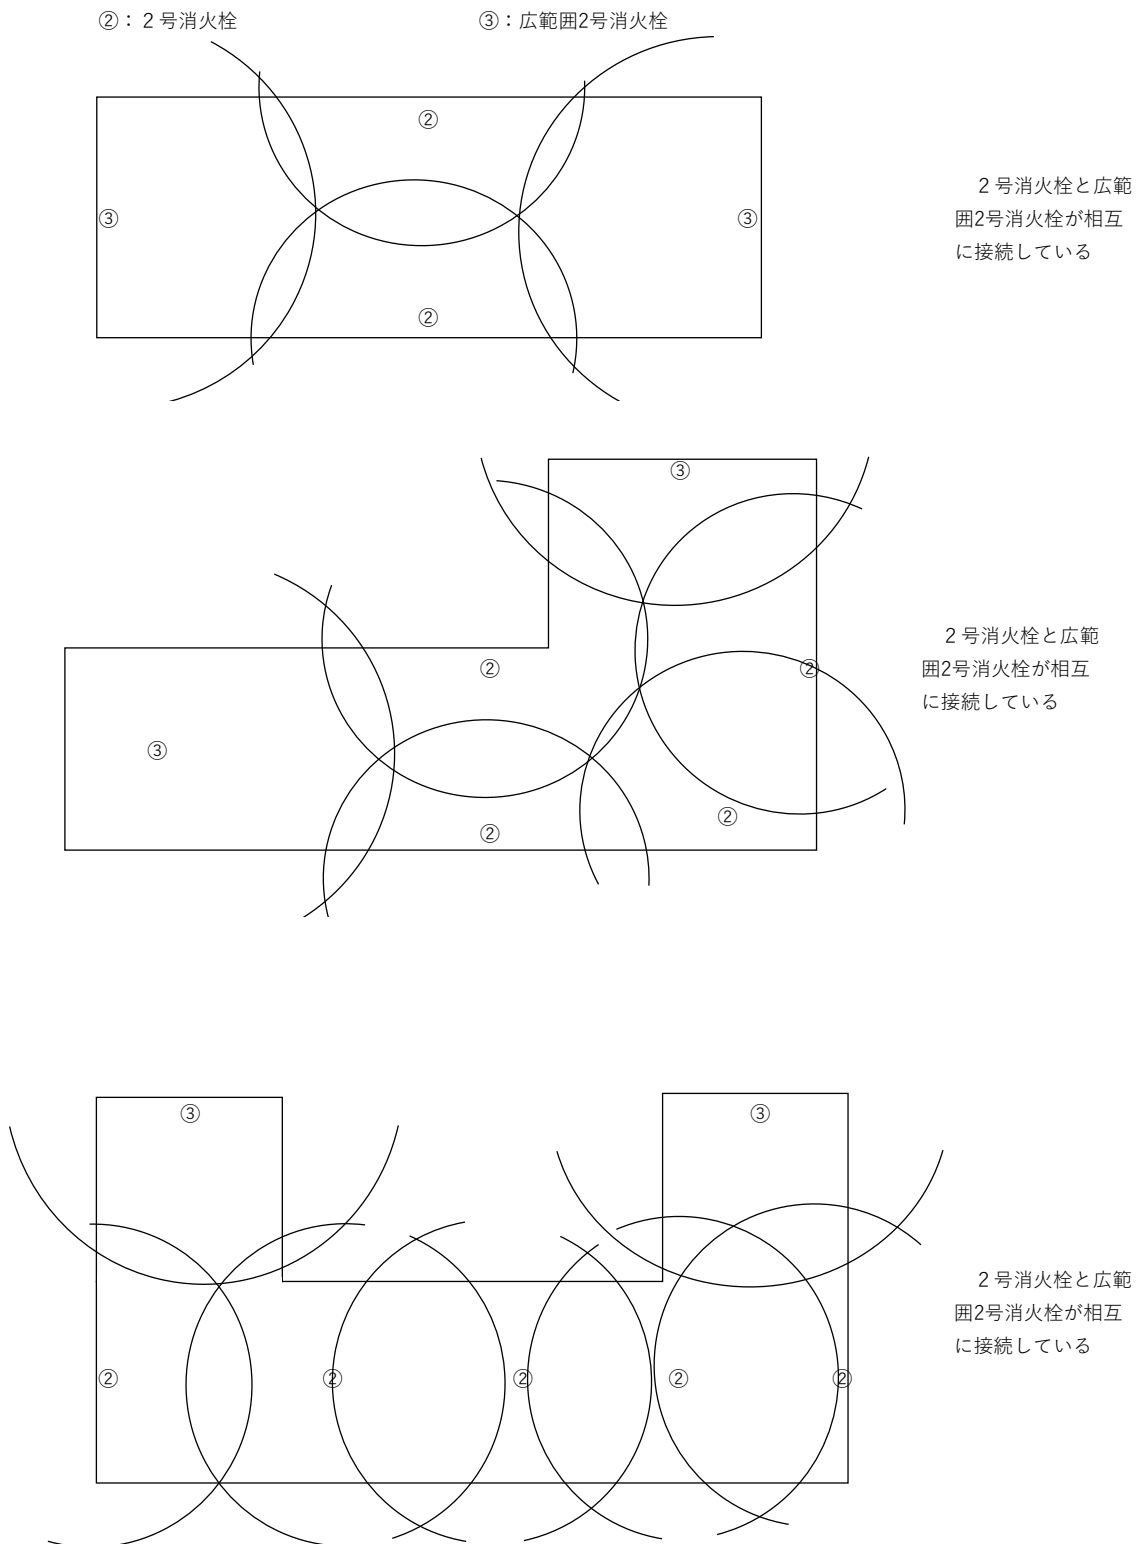 ②：２号消火栓
③：広範囲2号消火栓
②
③
③
②
２号消火栓と広範
囲2号消火栓が相互
に接続している
③
②
②
③
②
②
２号消火栓と広範
囲2号消火栓が相互
に接続している
③
③
②
②
②
②
②
２号消火栓と広範
囲2号消火栓が相互
に接続している